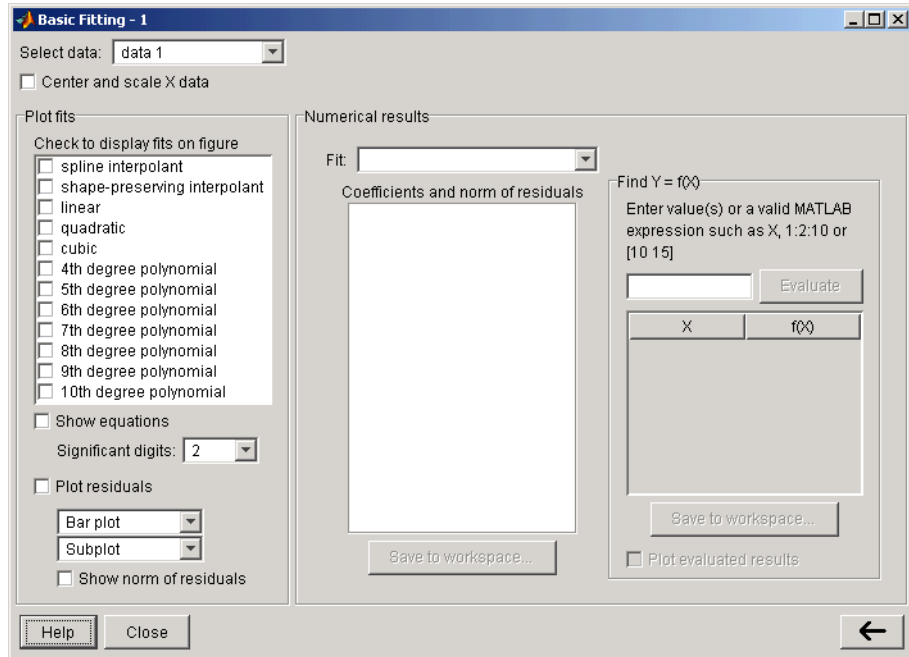 Basic Fitting - 1
Select data: data 1
Center and scale X data
Plot fits
Check to display fits on figure
spline interpolant
shape-preserving interpolant
linear
quadratic
cubic
4th degree polynomial
5th degree polynomial
6th degree polynomial
7th degree polynomial
8th degree polynomial
9th degree polynomial
10th degree polynomial
Show equations
Significant digits: 2
Plot residuals
Bar plot
Subplot
Show norm of residuals
Numerical results
Fit:
Coefficients and norm of residuals
Save to workspace...
Find Y = f(X)
Enter value(s) or a valid MATLAB
expression such as X, 1:2:10 or
[10 15]
Evaluate
X f(X)
Save to workspace...
Plot evaluated results
Help Close